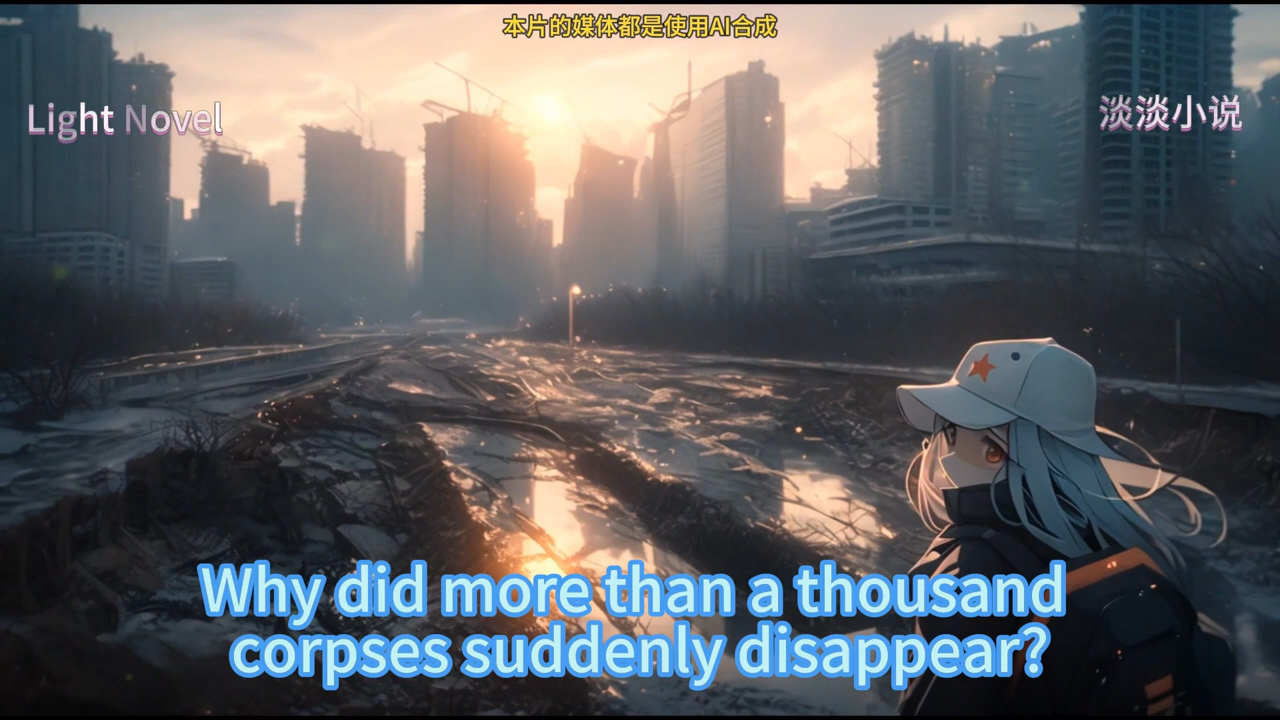 本片的媒体都是使用AI合成
Light Novel
淡淡小说
Why did more than a thousand
corpses suddenly disappear?